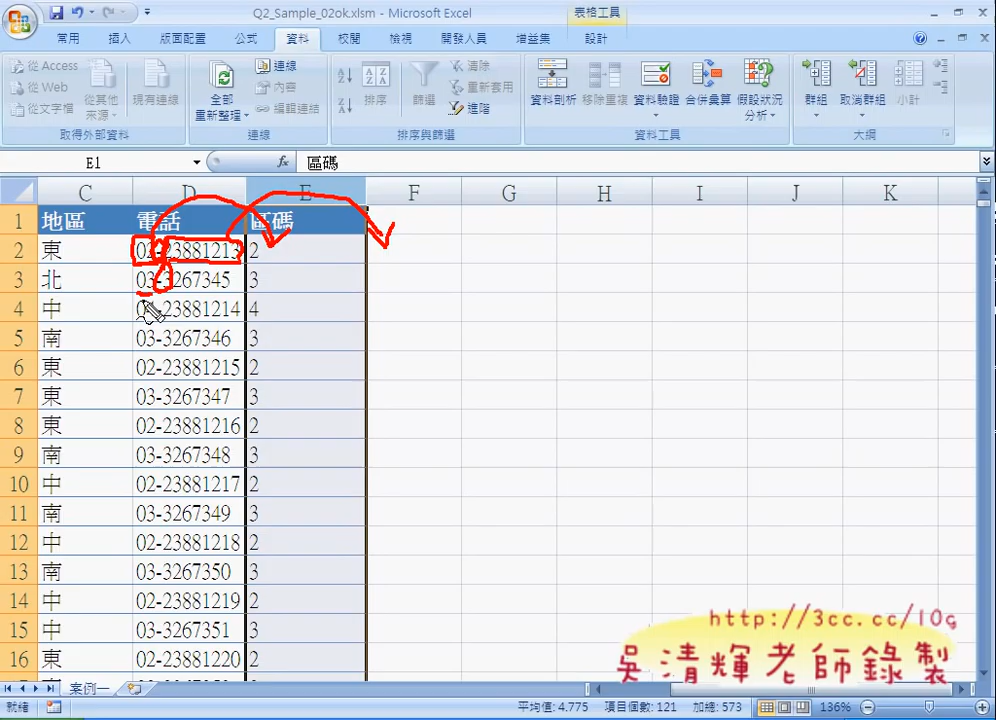 Q2_Sample_02ok.xlsm - Microsoft Excel
表格工具
常用 插入 版面配置 公式 資料 校閱 檢視 開發人員 增益集 設計
從 Access
從 Web
從文字檔
從其他
來源
現有連線
取得外部資料
全部
重新整理
連線
內容
編輯連結
連線
排序
篩選
清除
重新套用
進階
排序與篩選
資料剖析
移除重複
資料驗證
合併彙算
假設狀況
分析
資料工具
群組
取消群組
小計
大綱
E1 fx 區碼
C D E F G H I J K
1 地區 電話 區碼
2 東 02-23881213 2
3 北 03-3267345 3
4 中 -23881214 4
5 南 03-3267346 3
6 東 02-23881215 2
7 東 03-3267347 3
8 東 02-23881216 2
9 南 03-3267348 3
10 中 02-23881217 2
11 南 03-3267349 3
12 中 02-23881218 2
13 南 03-3267350 3
14 中 02-23881219 2
15 中 03-3267351 3
16 東 02-23881220 2
http://3cc.cc/10g
吳清輝老師錄製
案例一
就緒 平均值: 4.775 項目個數: 121 加總: 573 136%